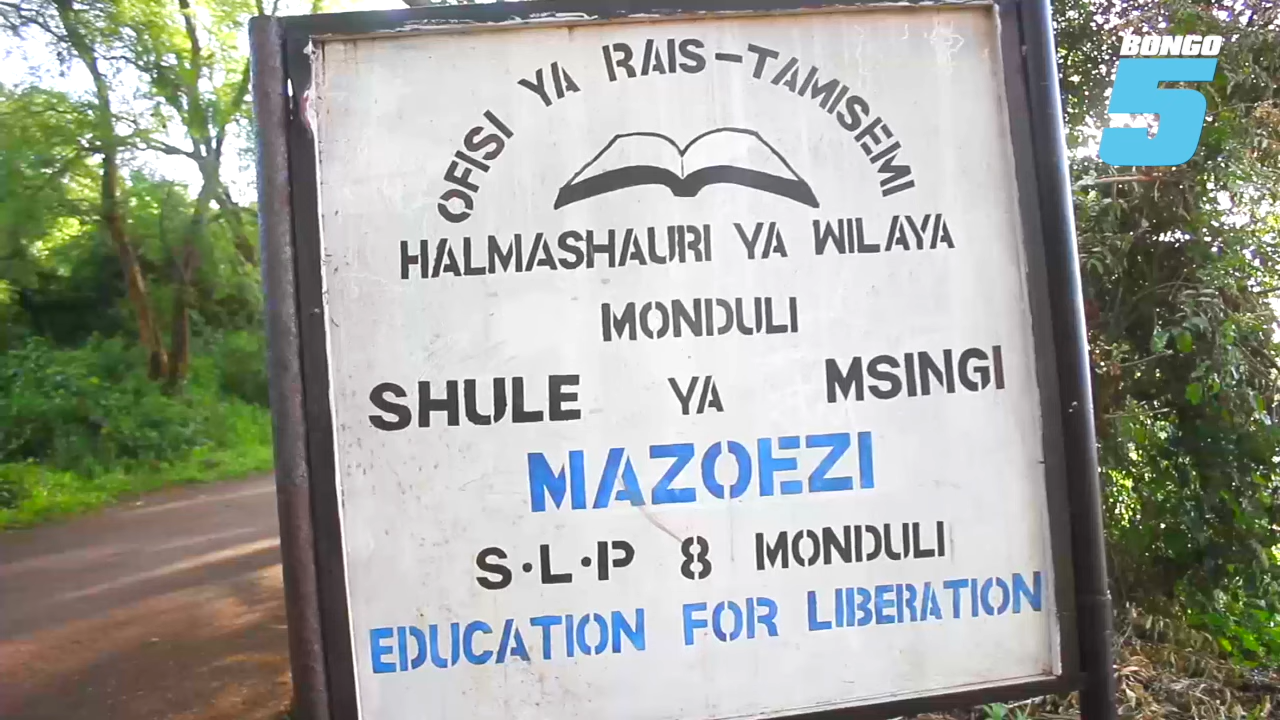 OFISI YA RAIS-TAMISEMI
HALMASHAURI YA WILAYA
MONDULI
SHULE YA MSINGI
MAZOEZI
S.L.P 8 MONDULI
EDUCATION FOR LIBERATION
BONGO
5